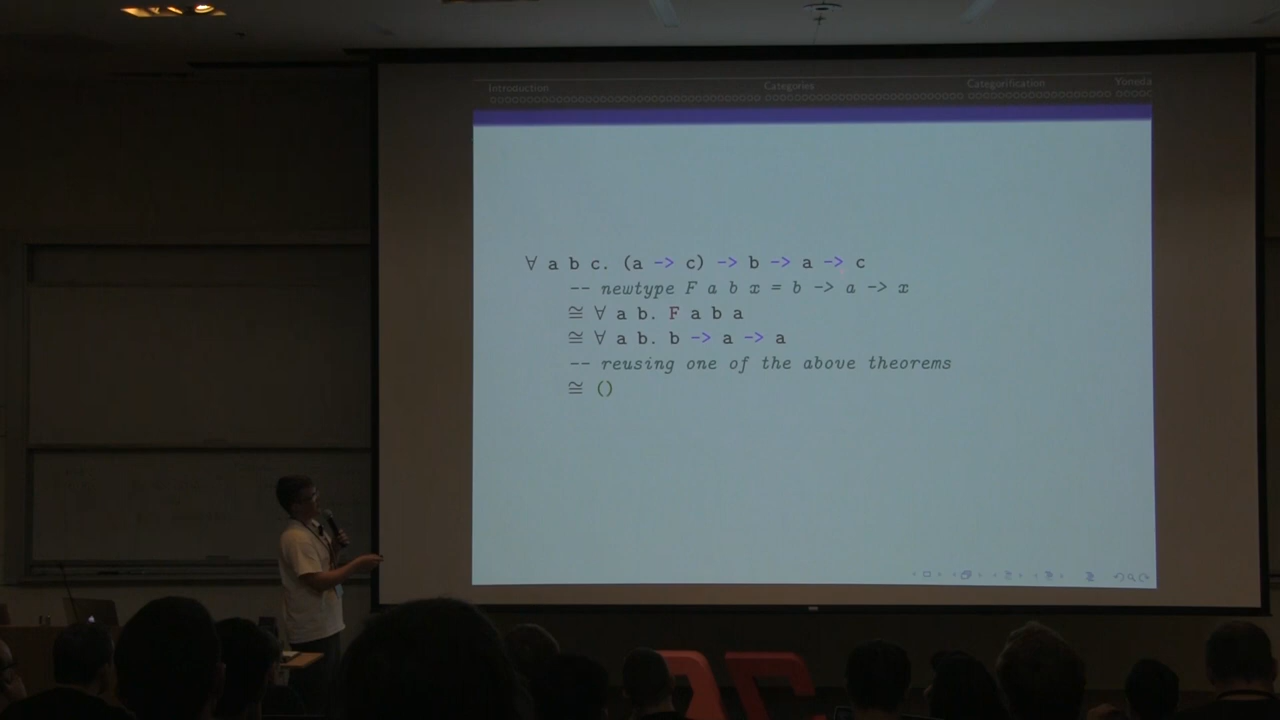 Introduction Categories Categorification Yoneda
∀ a b c. (a -> c) -> b -> a -> c
-- newtype F a b x = b -> a -> x
≅ ∀ a b. F a b a
≅ ∀ a b. b -> a -> a
-- reusing one of the above theorems
≅ ()